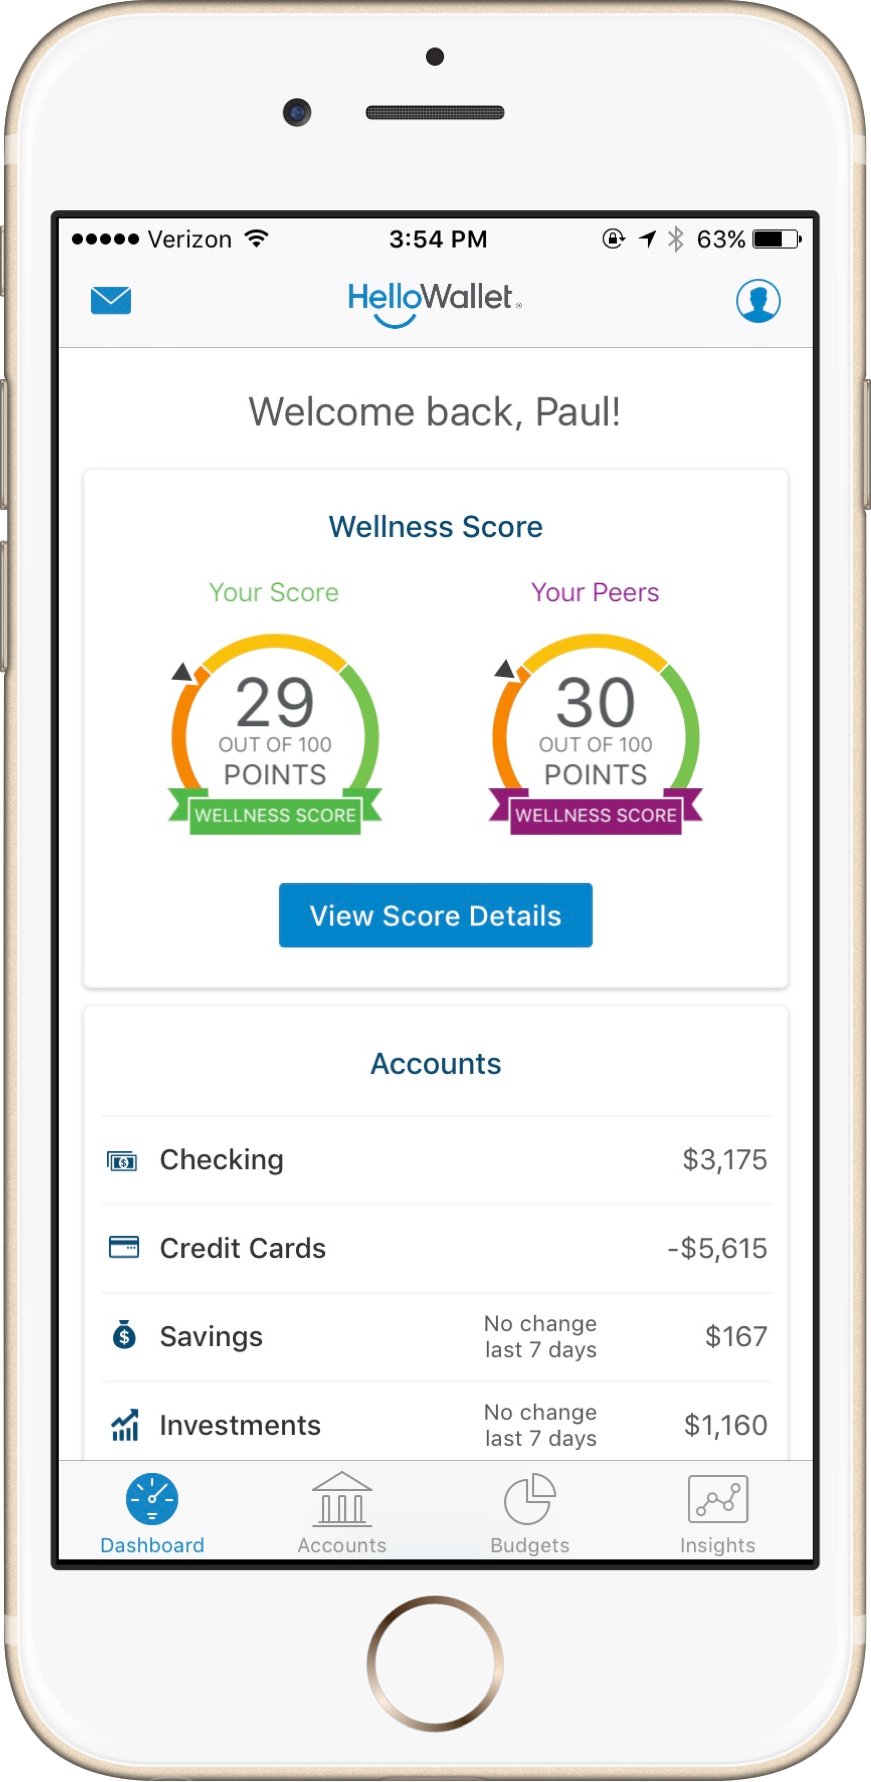 Verizon 3:54 PM 63%
HelloWallet®
Welcome back, Paul!
Wellness Score
Your Score Your Peers
29 30
OUT OF 100 OUT OF 100
POINTS POINTS
WELLNESS SCORE WELLNESS SCORE
View Score Details
Accounts
$ Checking $3,175
Credit Cards -$5,615
No change
$ Savings $167
last 7 days
No change
Investments $1,160
last 7 days
Dashboard Accounts Budgets Insights